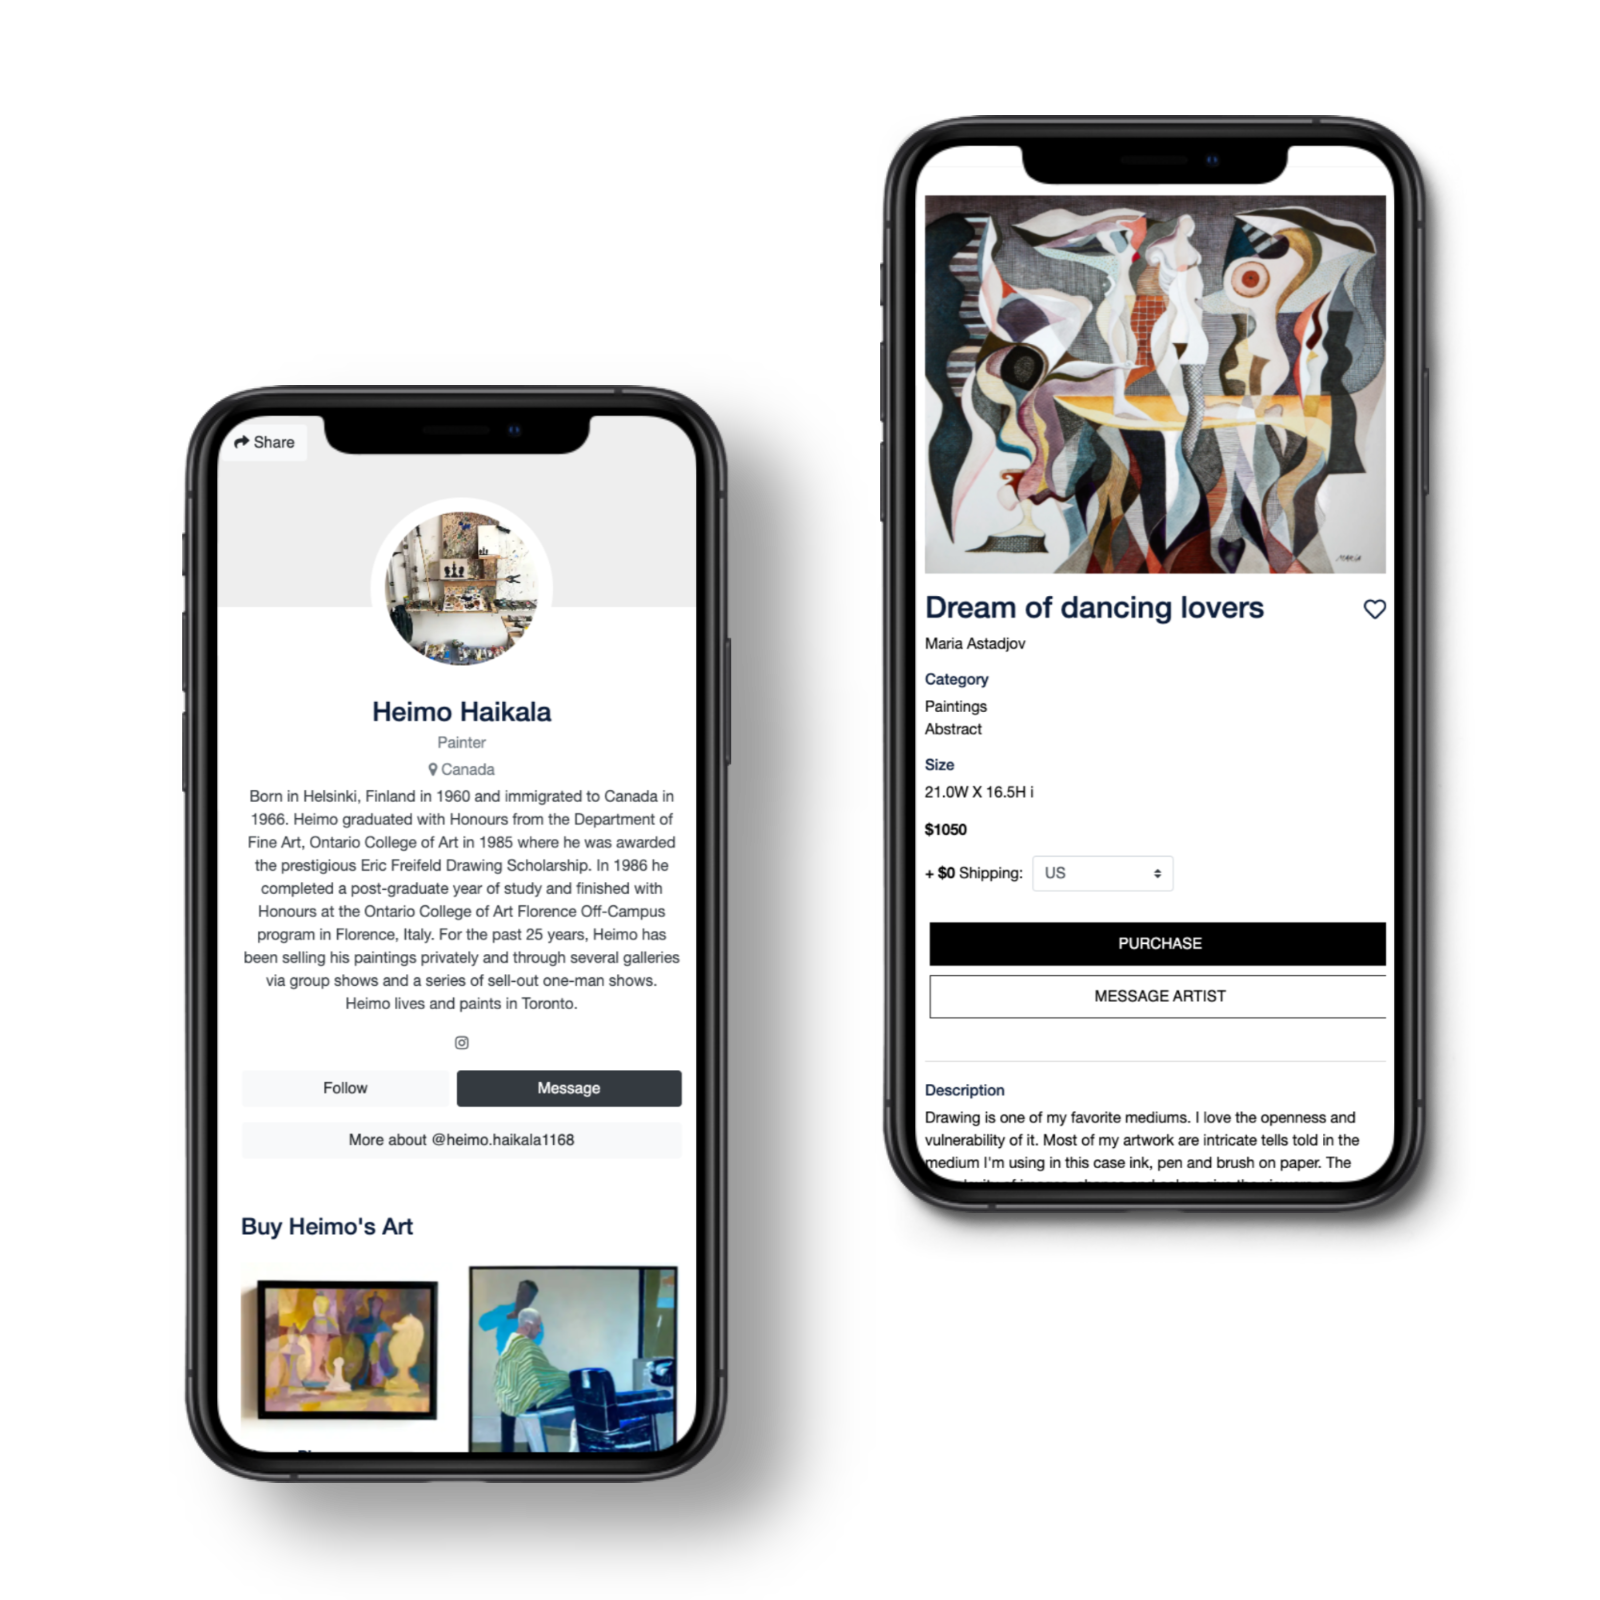 Share
Heimo Haikala
Painter
Canada
Born in Helsinki, Finland in 1960 and immigrated to Canada in
1966. Heimo graduated with Honours from the Department of
Fine Art, Ontario College of Art in 1985 where he was awarded
the prestigious Eric Freifeld Drawing Scholarship. In 1986 he
completed a post-graduate year of study and finished with
Honours at the Ontario College of Art Florence Off-Campus
program in Florence, Italy. For the past 25 years, Heimo has
been selling his paintings privately and through several galleries
via group shows and a series of sell-out one-man shows.
Heimo lives and paints in Toronto.
Follow
Message
More about @heimo.haikala1168
Buy Heimo's Art
MARIA
Dream of dancing lovers
Maria Astadjov
Category
Paintings
Abstract
Size
21.0W X 16.5H i
$1050
+ $0 Shipping: US
PURCHASE
MESSAGE ARTIST
Description
Drawing is one of my favorite mediums. I love the openness and
vulnerability of it. Most of my artwork are intricate tells told in the
medium I'm using in this case ink, pen and brush on paper. The